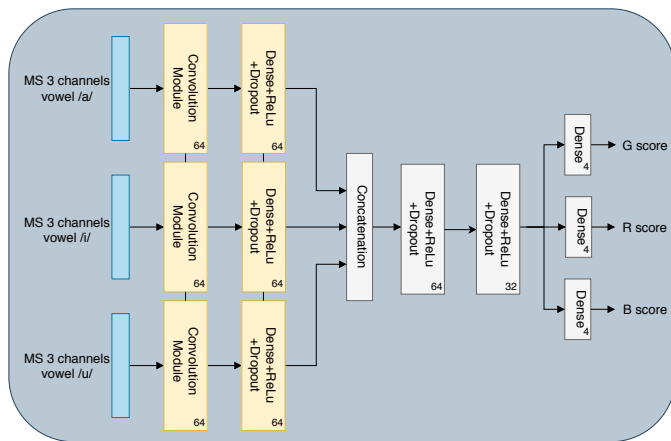 MS 3 channels
vowel /a/
Convolution
Module
64
Dense+ReLu
+Dropout
64
MS 3 channels
vowel /i/
Convolution
Module
64
Dense+ReLu
+Dropout
64
MS 3 channels
vowel /u/
Convolution
Module
64
Dense+ReLu
+Dropout
64
Concatenation
Dense+ReLu
+Dropout
64
Dense+ReLu
+Dropout
32
Dense
4
G score
Dense
4
R score
Dense
4
B score